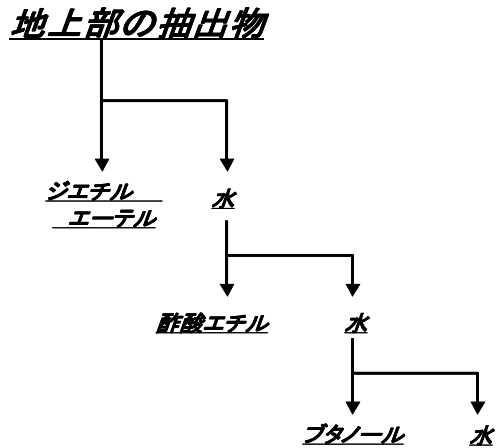 地上部の抽出物
ジエチル
エーテル
水
酢酸エチル
水
ブタノール
水